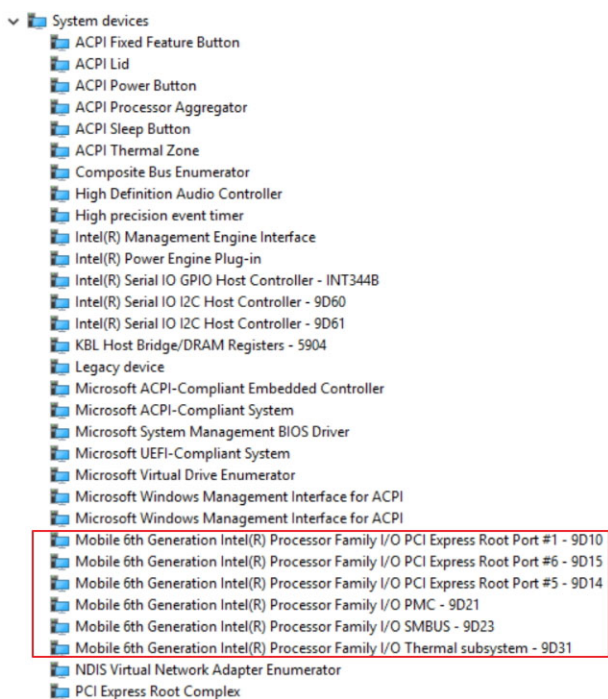 System devices
ACPI Fixed Feature Button
ACPI Lid
ACPI Power Button
ACPI Processor Aggregator
ACPI Sleep Button
ACPI Thermal Zone
Composite Bus Enumerator
High Definition Audio Controller
High precision event timer
Intel(R) Management Engine Interface
Intel(R) Power Engine Plug-in
Intel(R) Serial IO GPIO Host Controller - INT344B
Intel(R) Serial IO I2C Host Controller - 9D60
Intel(R) Serial IO I2C Host Controller - 9D61
KBL Host Bridge/DRAM Registers - 5904
Legacy device
Microsoft ACPI-Compliant Embedded Controller
Microsoft ACPI-Compliant System
Microsoft System Management BIOS Driver
Microsoft UEFI-Compliant System
Microsoft Virtual Drive Enumerator
Microsoft Windows Management Interface for ACPI
Microsoft Windows Management Interface for ACPI
Mobile 6th Generation Intel(R) Processor Family I/O PCI Express Root Port #1 - 9D10
Mobile 6th Generation Intel(R) Processor Family I/O PCI Express Root Port #6 - 9D15
Mobile 6th Generation Intel(R) Processor Family I/O PCI Express Root Port #5 - 9D14
Mobile 6th Generation Intel(R) Processor Family I/O PMC - 9D21
Mobile 6th Generation Intel(R) Processor Family I/O SMBUS - 9D23
Mobile 6th Generation Intel(R) Processor Family I/O Thermal subsystem - 9D31
NDIS Virtual Network Adapter Enumerator
PCI Express Root Complex